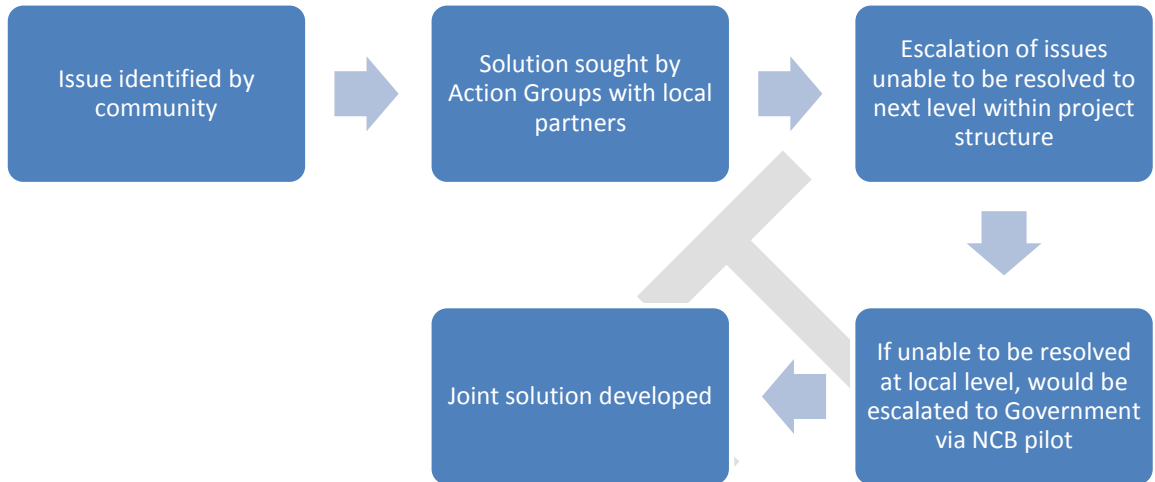 Issue identified by
community
Solution sought by
Action Groups with local
partners
Escalation of issues
unable to be resolved to
next level within project
structure
If unable to be resolved
at local level, would be
escalated to Government
via NCB pilot
Joint solution developed